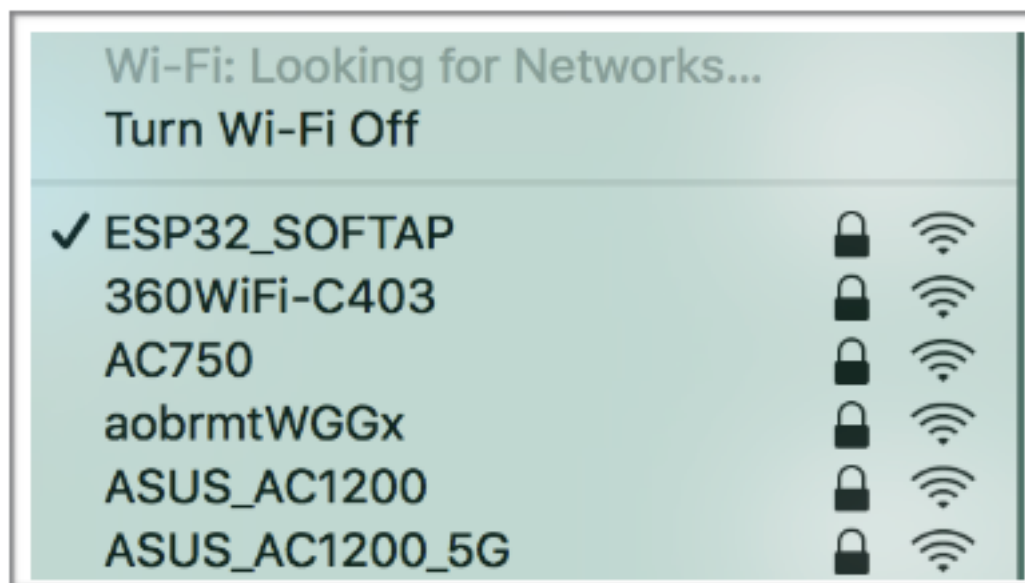 Wi-Fi: Looking for Networks...
Turn Wi-Fi Off
ESP32_SOFTAP
360WiFi-C403
AC750
aobrmtWGGx
ASUS_AC1200
ASUS_AC1200_5G